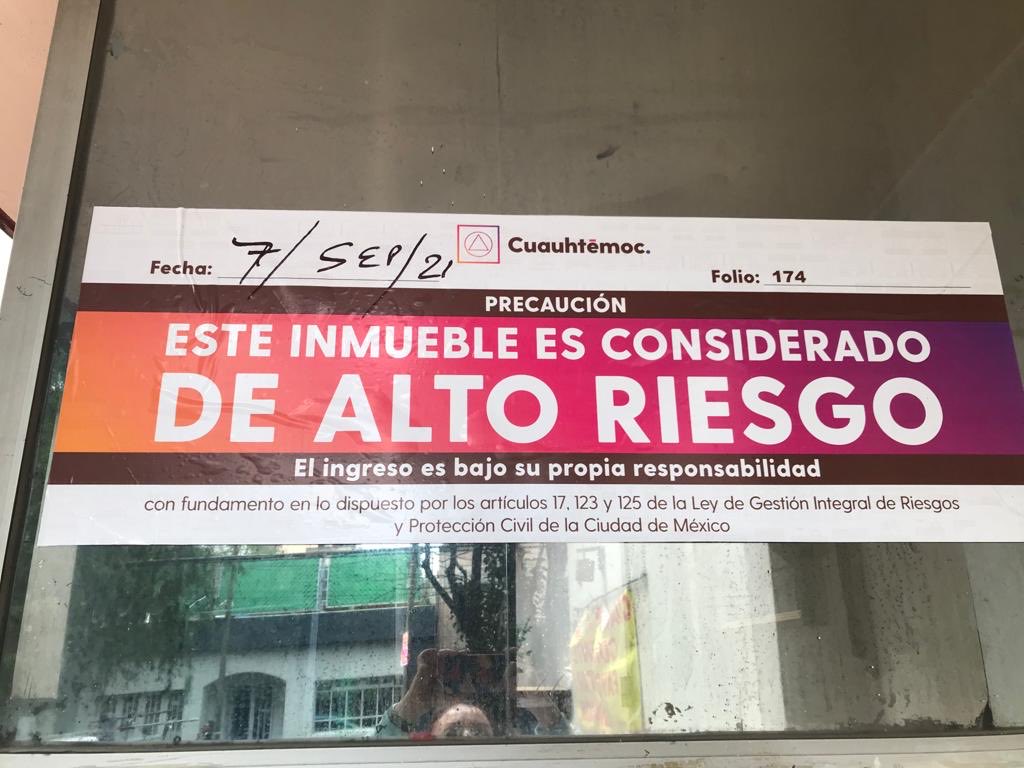 Cuauhtēmoc.
Fecha: 7/SEP/21
Folio: 174
PRECAUCIÓN
ESTE INMUEBLE ES CONSIDERADO
DE ALTO RIESGO
El ingreso es bajo su propia responsabilidad
con fundamento en lo dispuesto por los artículos 17, 123 y 125 de la Ley de Gestión Integral de Riesgos
y Protección Civil de la Ciudad de México